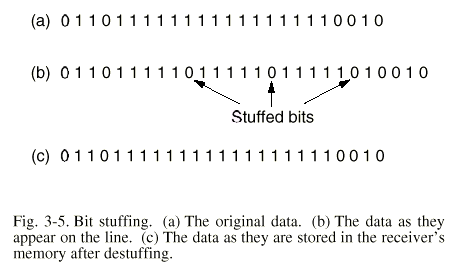 (a) 0 1 1 0 1 1 1 1 1 1 1 1 1 1 1 1 1 1 1 1 0 0 1 0
(b) 0 1 1 0 1 1 1 1 1 0 1 1 1 1 1 0 1 1 1 1 1 0 1 0 0 1 0
Stuffed bits
(c) 0 1 1 0 1 1 1 1 1 1 1 1 1 1 1 1 1 1 1 1 0 0 1 0
Fig. 3-5. Bit stuffing. (a) The original data. (b) The data as they
appear on the line. (c) The data as they are stored in the receiver's
memory after destuffing.